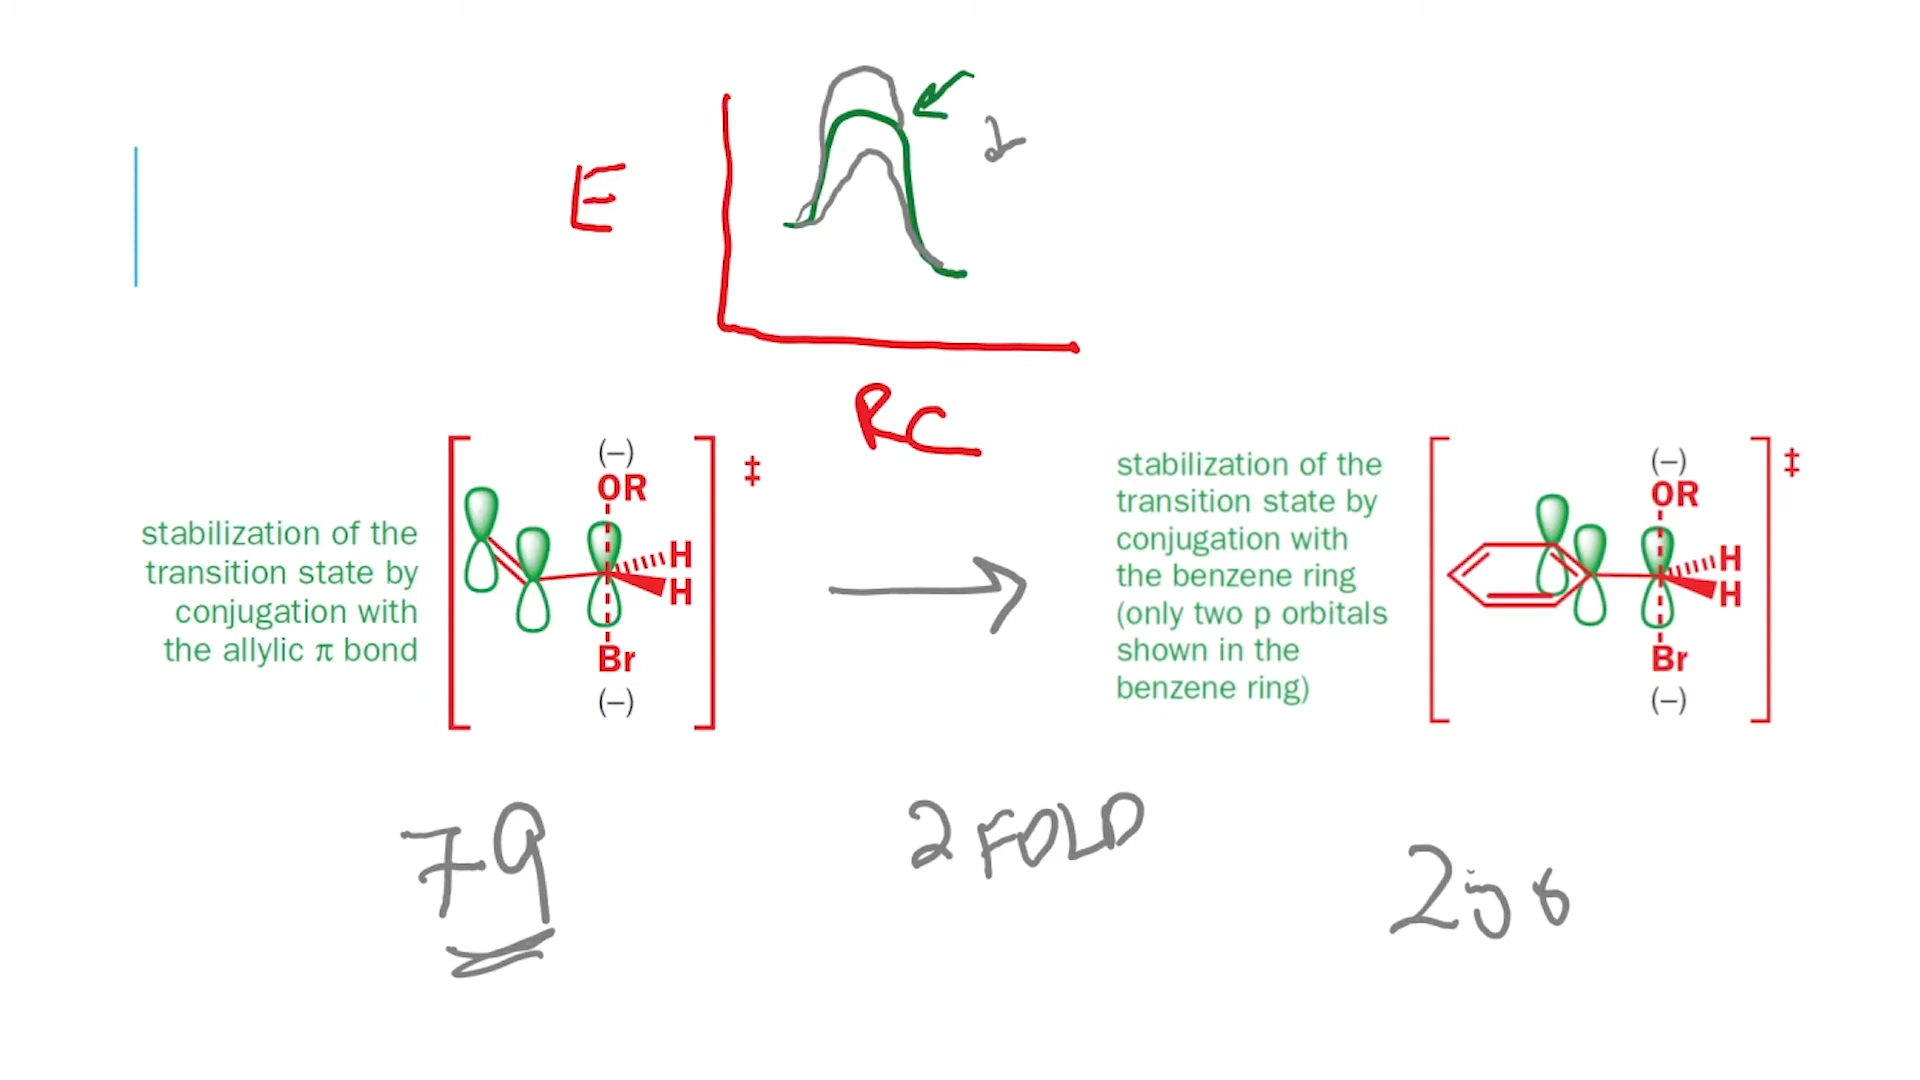 E
2
RC
stabilization of the
transition state by
conjugation with
the allylic π bond
(–)
OR
H
H
Br
(–)
‡
stabilization of the
transition state by
conjugation with
the benzene ring
(only two p orbitals
shown in the
benzene ring)
(–)
OR
H
H
Br
(–)
‡
79
2 FOLD